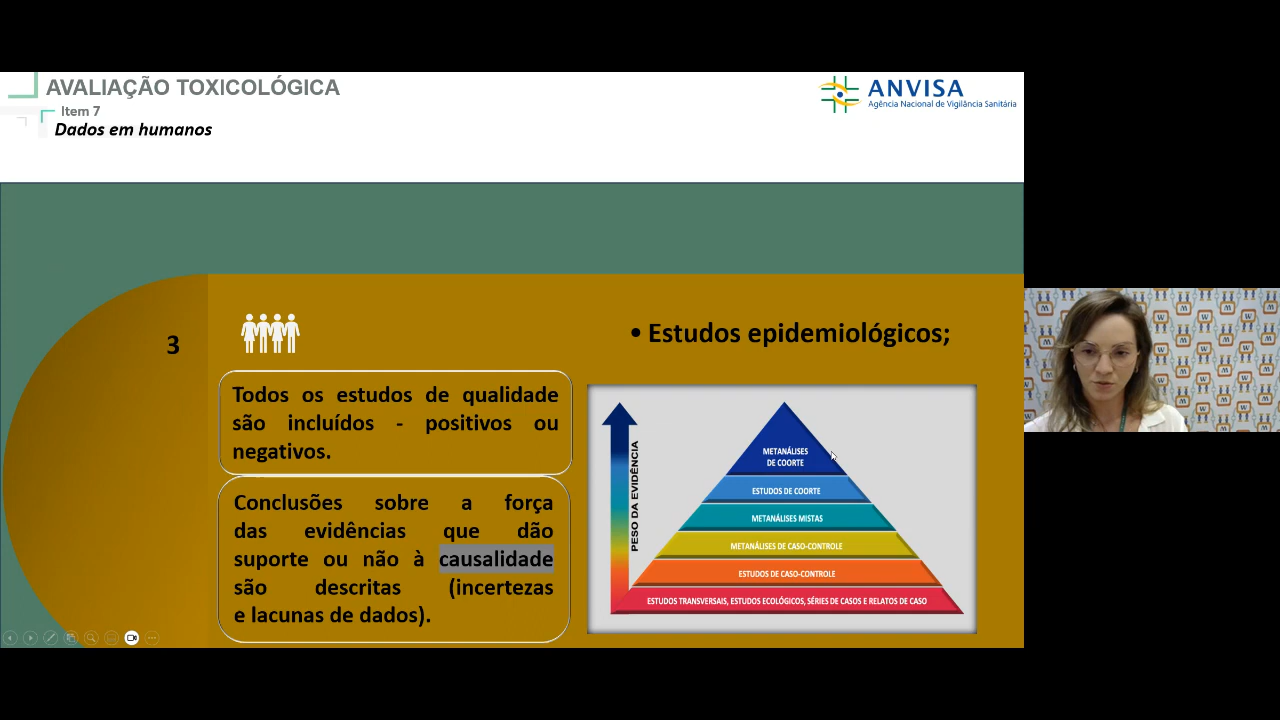 AVALIAÇÃO TOXICOLÓGICA
Item 7
Dados em humanos
ANVISA
Agência Nacional de Vigilância Sanitária
3
Todos os estudos de qualidade
são incluídos - positivos ou
negativos.
Conclusões sobre a força
das evidências que dão
suporte ou não à causalidade
são descritas (incertezas
e lacunas de dados).
• Estudos epidemiológicos;
PESO DA EVIDÊNCIA
METANÁLISES
DE COORTE
ESTUDOS DE COORTE
METANÁLISES MISTAS
METANÁLISES DE CASO-CONTROLE
ESTUDOS DE CASO-CONTROLE
ESTUDOS TRANSVERSAIS, ESTUDOS ECOLÓGICOS, SÉRIES DE CASOS E RELATOS DE CASO